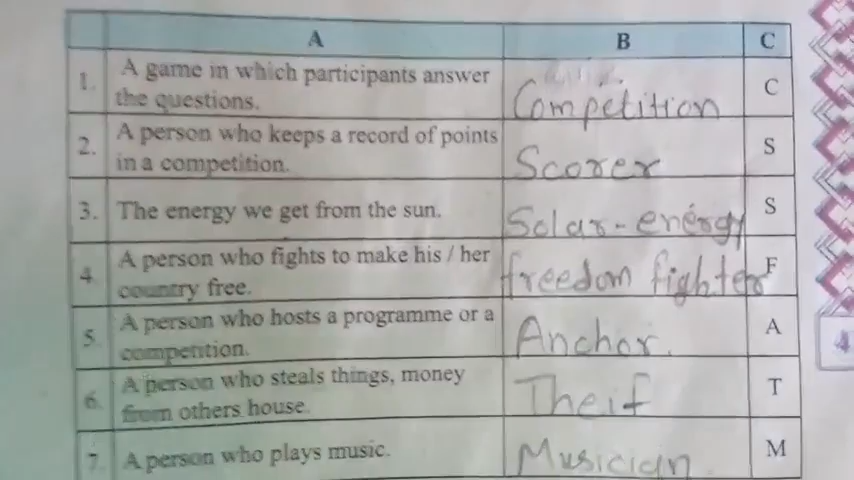 A B C
1. A game in which participants answer
the questions. Competition C
2. A person who keeps a record of points
in a competition. Scorer S
3. The energy we get from the sun. Solar-energy S
4. A person who fights to make his / her
country free. freedom fighter F
5. A person who hosts a programme or a
competition. Anchor. A
6. A person who steals things, money
from others house. Theif T
7. A person who plays music. Musician M
4